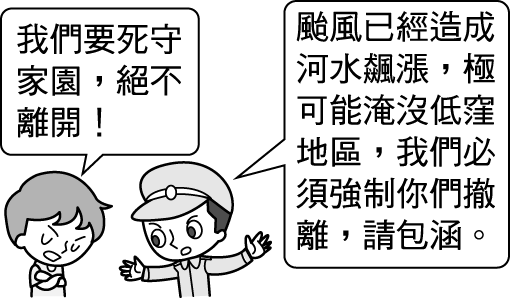 我們要死守
家園，絕不
離開！
颱風已經造成
河水飆漲，極
可能淹沒低窪
地區，我們必
須強制你們撤
離，請包涵。